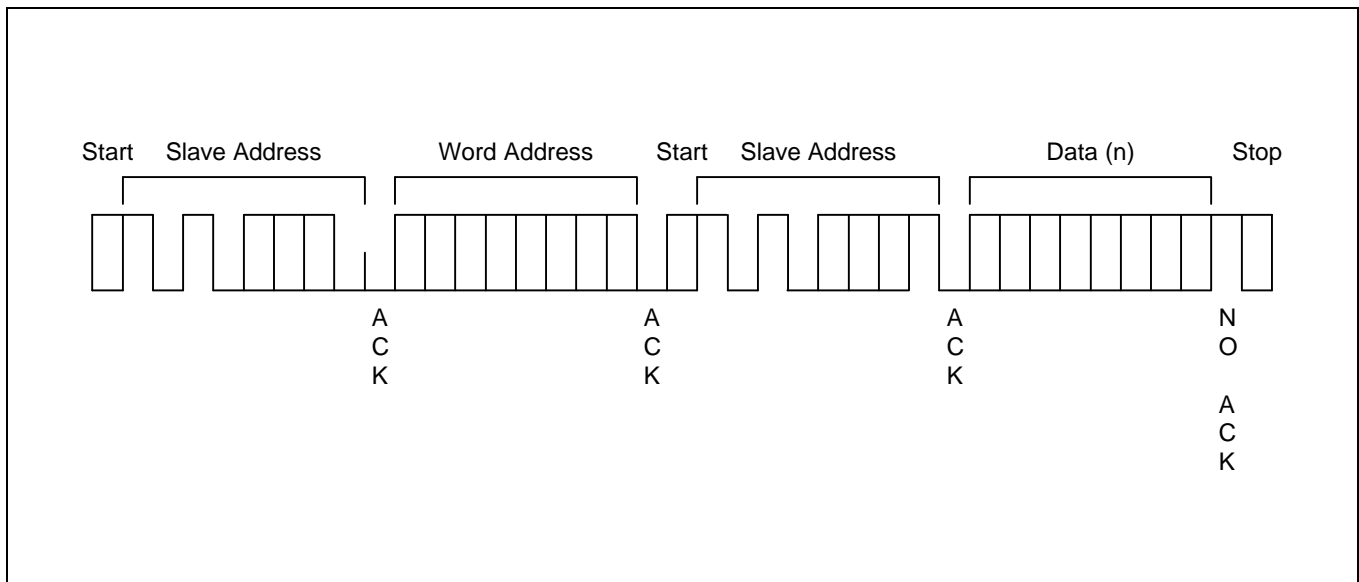 Start Slave Address Word Address Start Slave Address Data (n) Stop
A A A N
C C C O
K K K
A
C
K